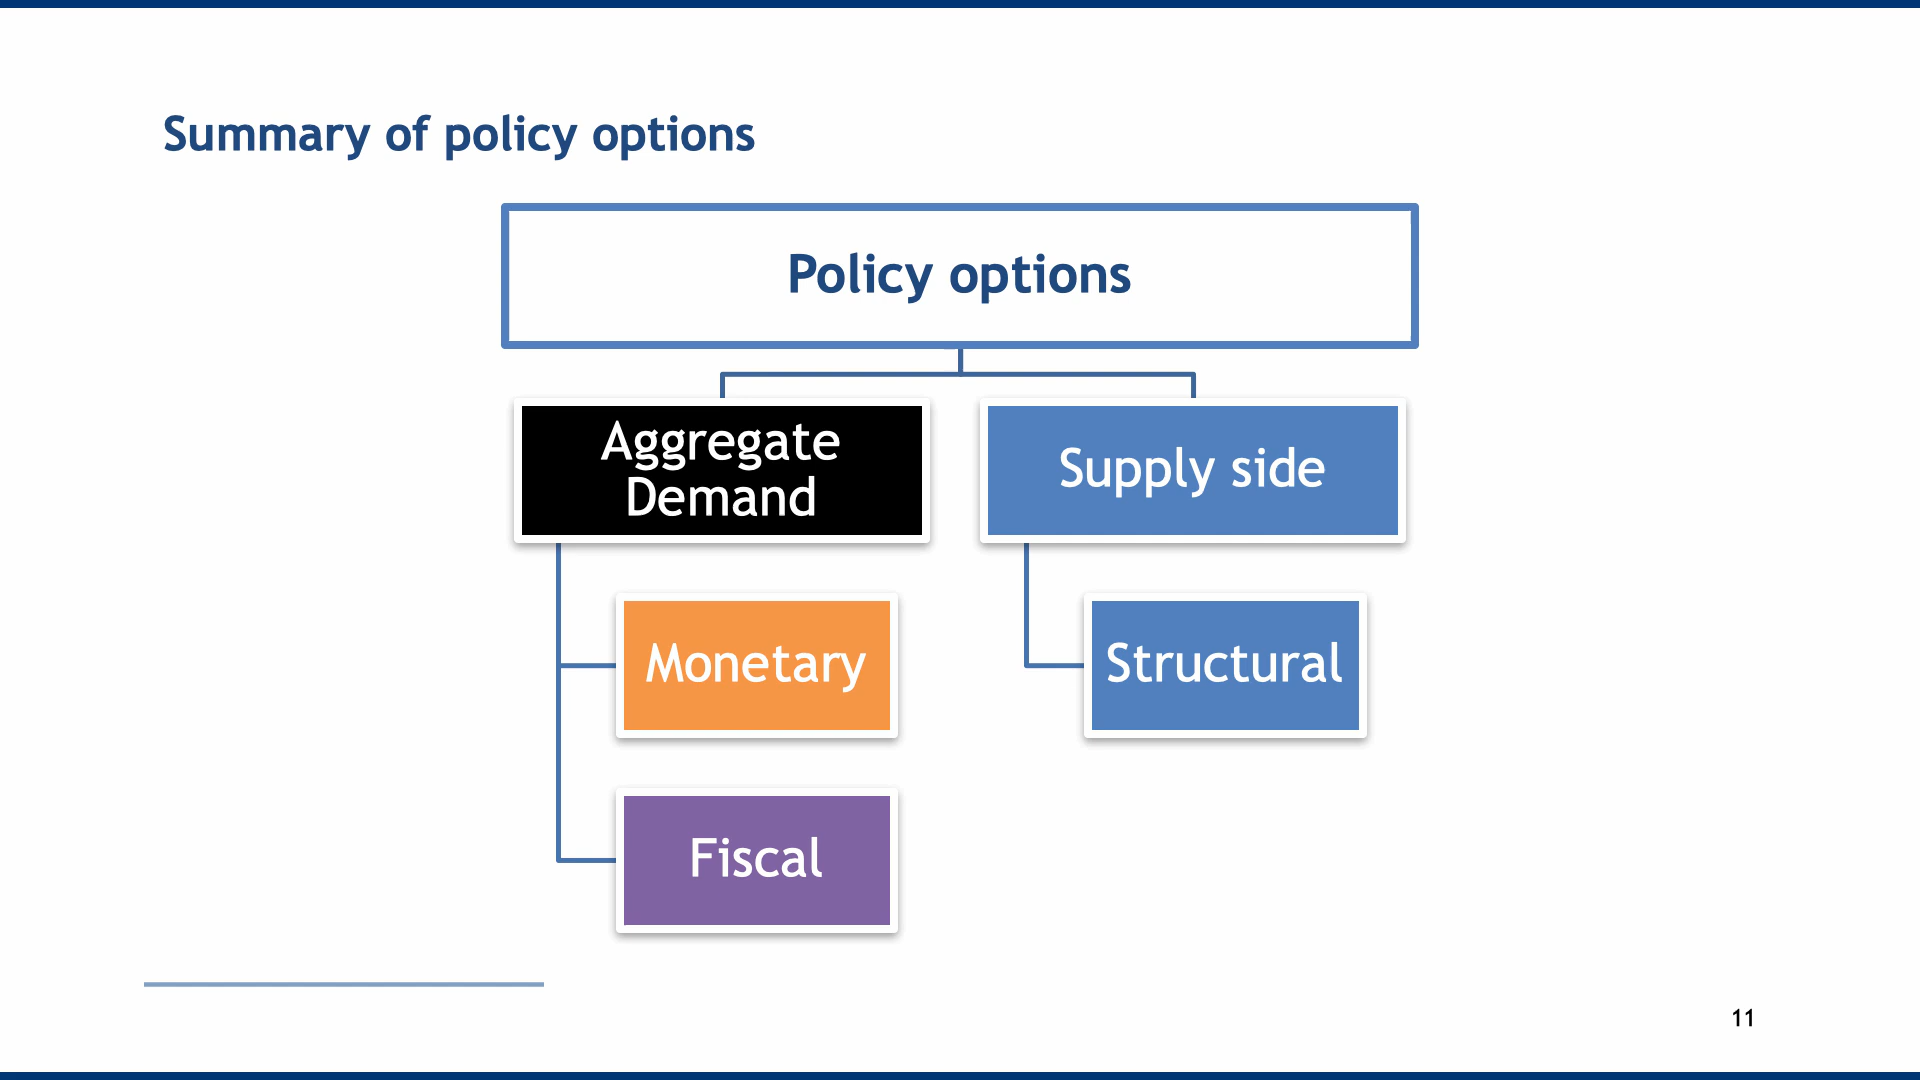 Summary of policy options
Policy options
Aggregate
Demand
Supply side
Monetary
Structural
Fiscal
11